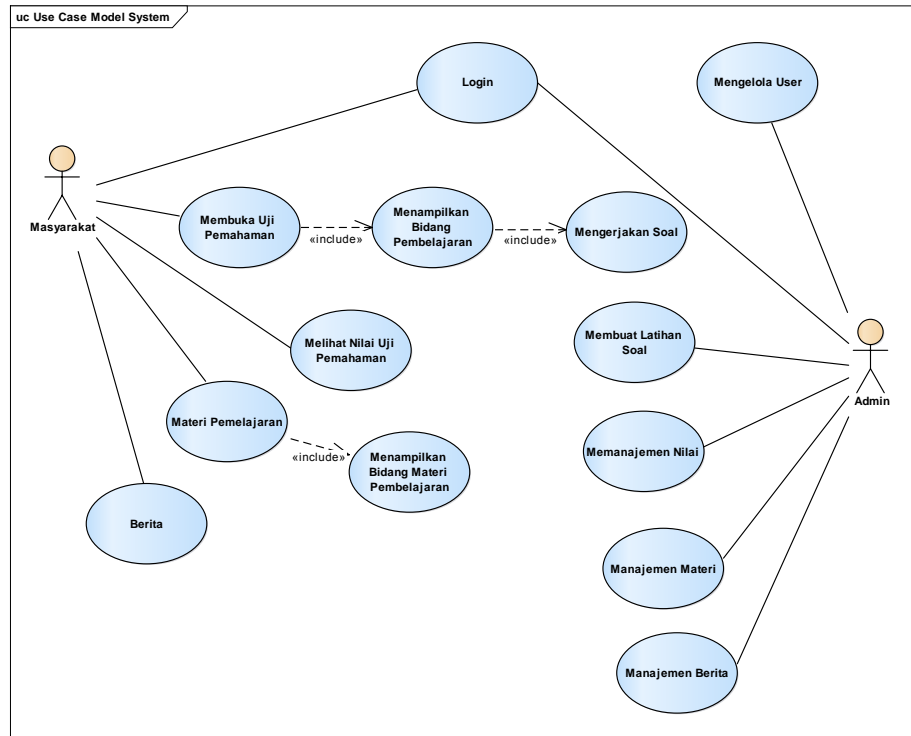 uc Use Case Model System
Login
Mengelola User
Masyarakat
Membuka Uji
Pemahaman
«include»
Menampilkan
Bidang
Pembelajaran
«include»
Mengerjakan Soal
Melihat Nilai Uji
Pemahaman
Membuat Latihan
Soal
Admin
Materi Pemelajaran
«include»
Menampilkan
Bidang Materi
Pembelajaran
Memanajemen Nilai
Berita
Manajemen Materi
Manajemen Berita